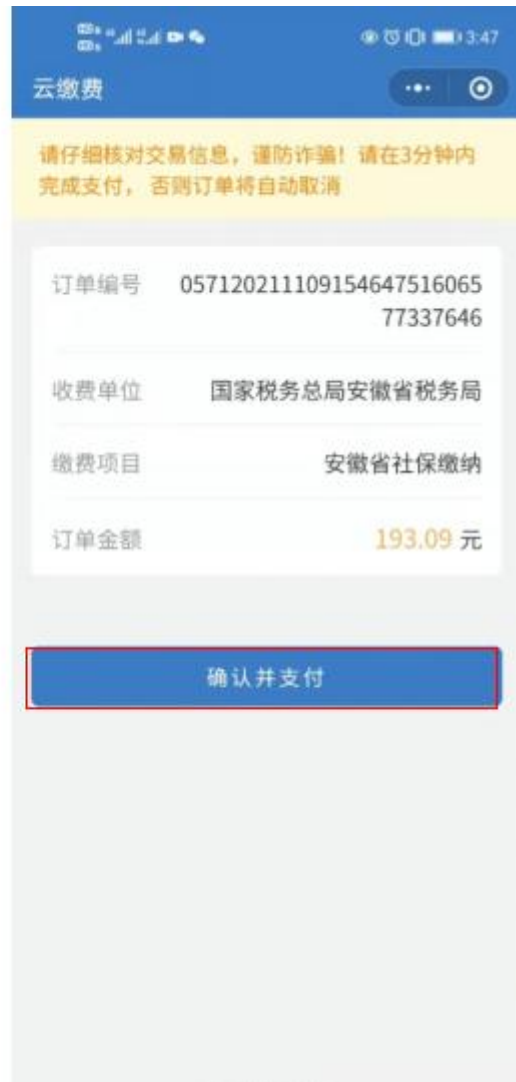 3:47
云缴费
请仔细核对交易信息，谨防诈骗！请在3分钟内
完成支付，否则订单将自动取消
订单编号 057120211109154647516065
77337646
收费单位 国家税务总局安徽省税务局
缴费项目 安徽省社保缴纳
订单金额 193.09 元
确认并支付